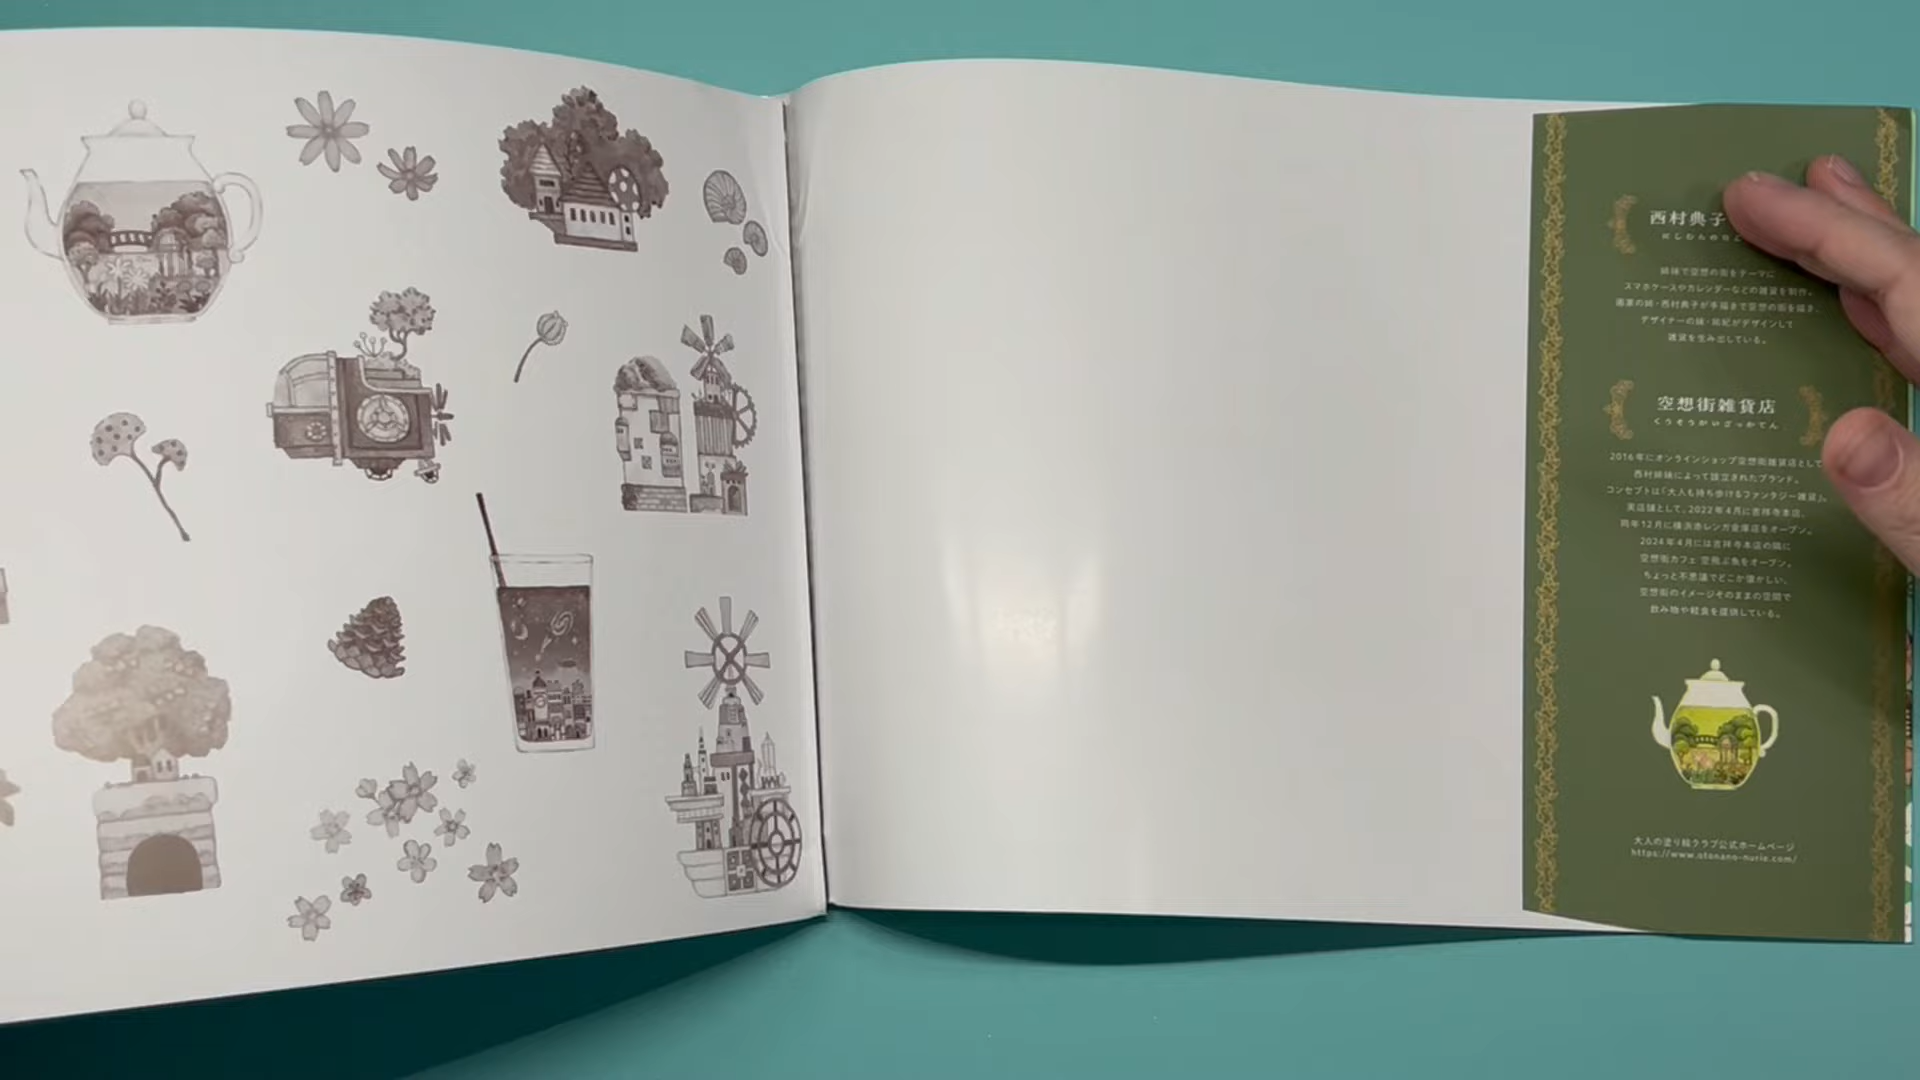 西村典子
にしむらのりこ
姉妹で空想の街をテーマに
スマホケースやカレンダーなどの雑貨を制作。
画家の姉・西村典子が手描きで空想の街を描き、
デザイナーの妹・祐紀がデザインして
雑貨を生み出している。
空想街雑貨店
くうそうがいざっかてん
2016年にオンラインショップ空想街雑貨店として
西村姉妹によって設立されたブランド。
コンセプトは「大人も持ち歩けるファンタジー雑貨」。
実店舗として、2022年4月に吉祥寺本店、
同年12月に横浜赤レンガ倉庫店をオープン。
2024年4月には吉祥寺本店の隣に
空想街カフェ 空飛ぶ魚をオープン。
ちょっと不思議でどこか懐かしい、
空想街のイメージそのままの空間で
飲み物や軽食を提供している。
大人の塗り絵クラブ公式ホームページ
https://www.otonano-nurie.com/